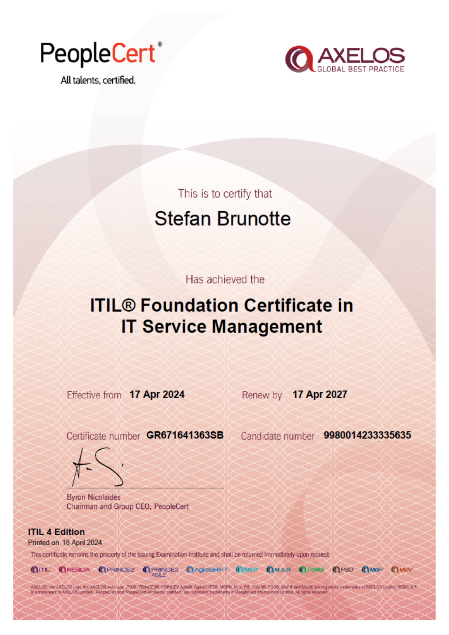 PeopleCert®
All talents, certified.
AXELOS
GLOBAL BEST PRACTICE
This is to certify that
Stefan Brunotte
Has achieved the
ITIL® Foundation Certificate in
IT Service Management
Effective from 17 Apr 2024 Renew by 17 Apr 2027
Certificate number GR671641363SB Candidate number 9980014233335635
Byron Nicolaides
Chairman and Group CEO, PeopleCert
ITIL 4 Edition
Printed on 18 April 2024
This certificate remains the property of the issuing Examination Institute and shall be returned immediately upon request.
ITIL RESILIA PRINCE2 PRINCE2 AGILE AgileSHIFT MSP M_o_R P3M3 P3O MoP MoV